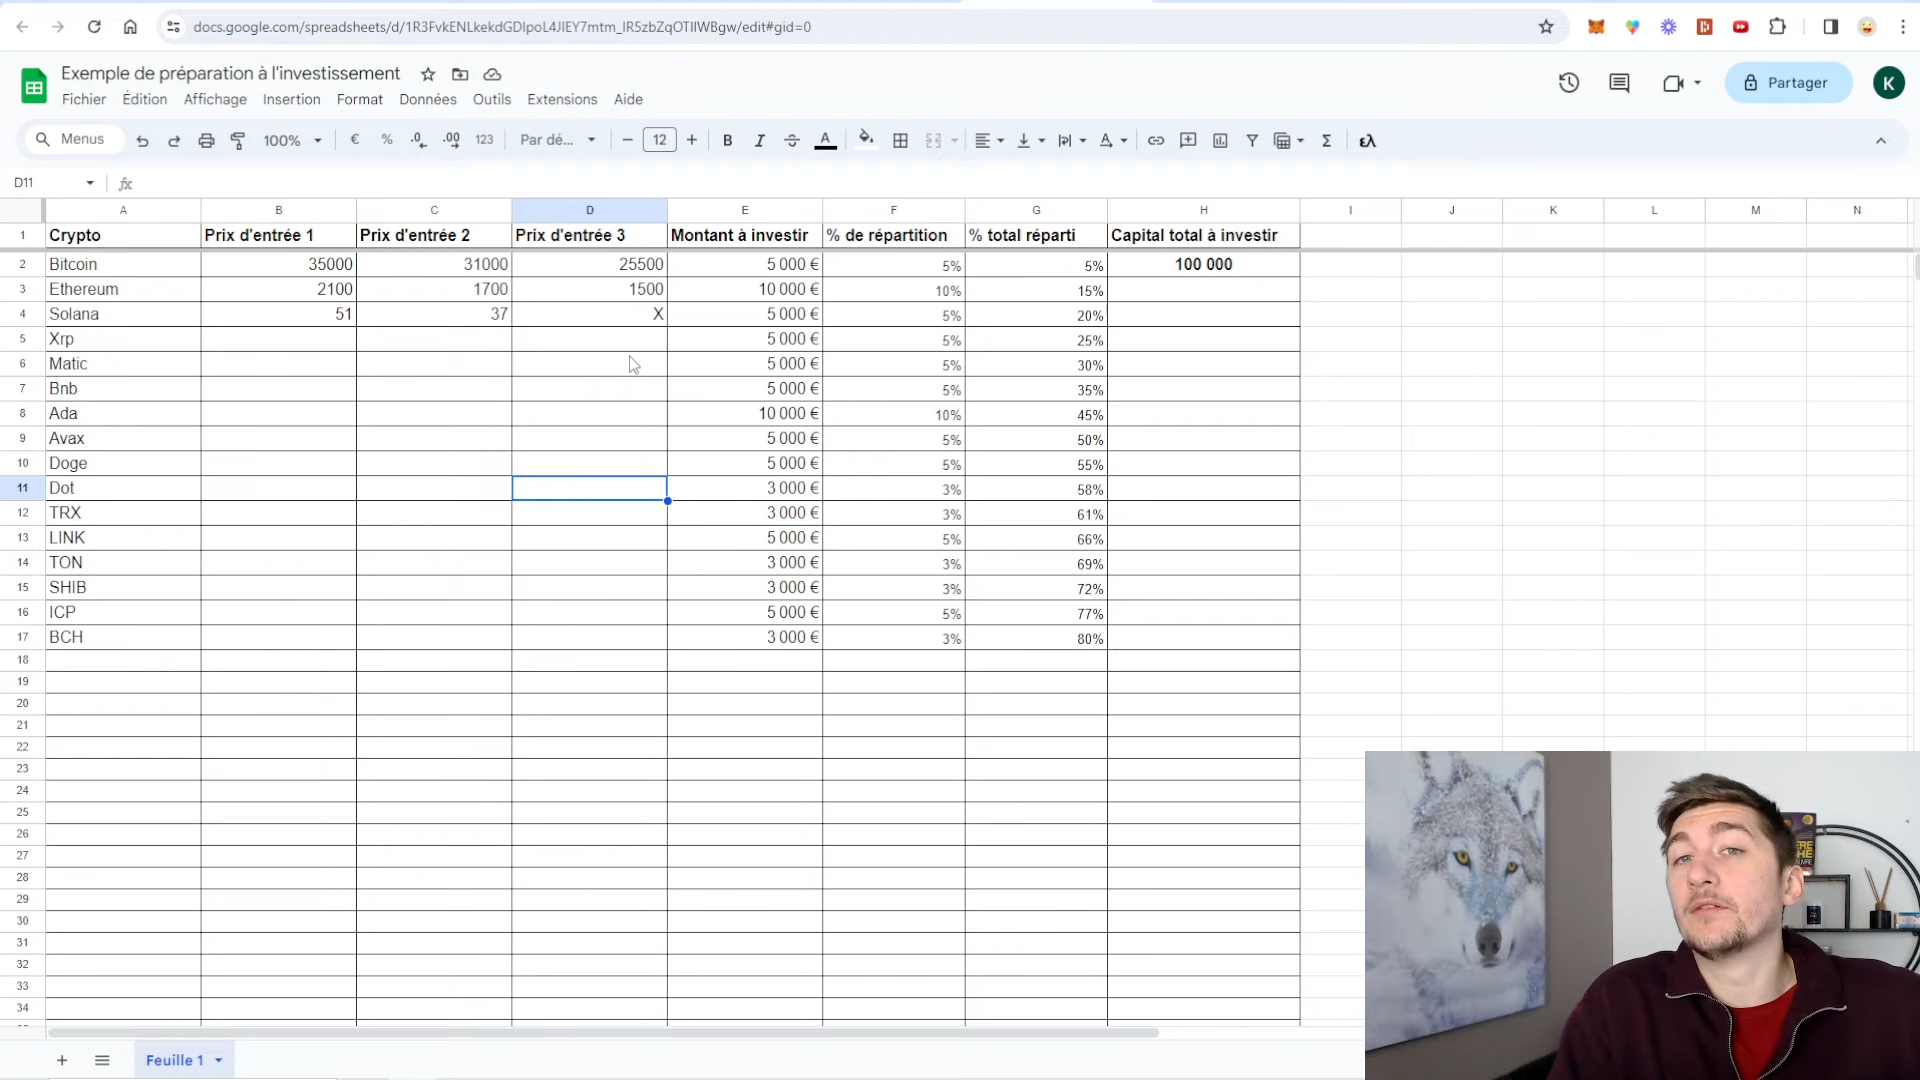 docs.google.com/spreadsheets/d/1R3FvkENLkekdGDlpoL4JlEY7mtm_lR5zbZqOTllWBgw/edit#gid=0
Exemple de préparation à l'investissement
Fichier Édition Affichage Insertion Format Données Outils Extensions Aide
Partager
K
Menus 100% € % .0 .00 123 Par dé... 12 B I A Σ
D11 fx
A B C D E F G H I J K L M N
1 Crypto Prix d'entrée 1 Prix d'entrée 2 Prix d'entrée 3 Montant à investir % de répartition % total réparti Capital total à investir
2 Bitcoin 35000 31000 25500 5 000 € 5% 5% 100 000
3 Ethereum 2100 1700 1500 10 000 € 10% 15%
4 Solana 51 37 X 5 000 € 5% 20%
5 Xrp 5 000 € 5% 25%
6 Matic 5 000 € 5% 30%
7 Bnb 5 000 € 5% 35%
8 Ada 10 000 € 10% 45%
9 Avax 5 000 € 5% 50%
10 Doge 5 000 € 5% 55%
11 Dot 3 000 € 3% 58%
12 TRX 3 000 € 3% 61%
13 LINK 5 000 € 5% 66%
14 TON 3 000 € 3% 69%
15 SHIB 3 000 € 3% 72%
16 ICP 5 000 € 5% 77%
17 BCH 3 000 € 3% 80%
18
19
20
21
22
23
24
25
26
27
28
29
30
31
32
33
34
Feuille 1